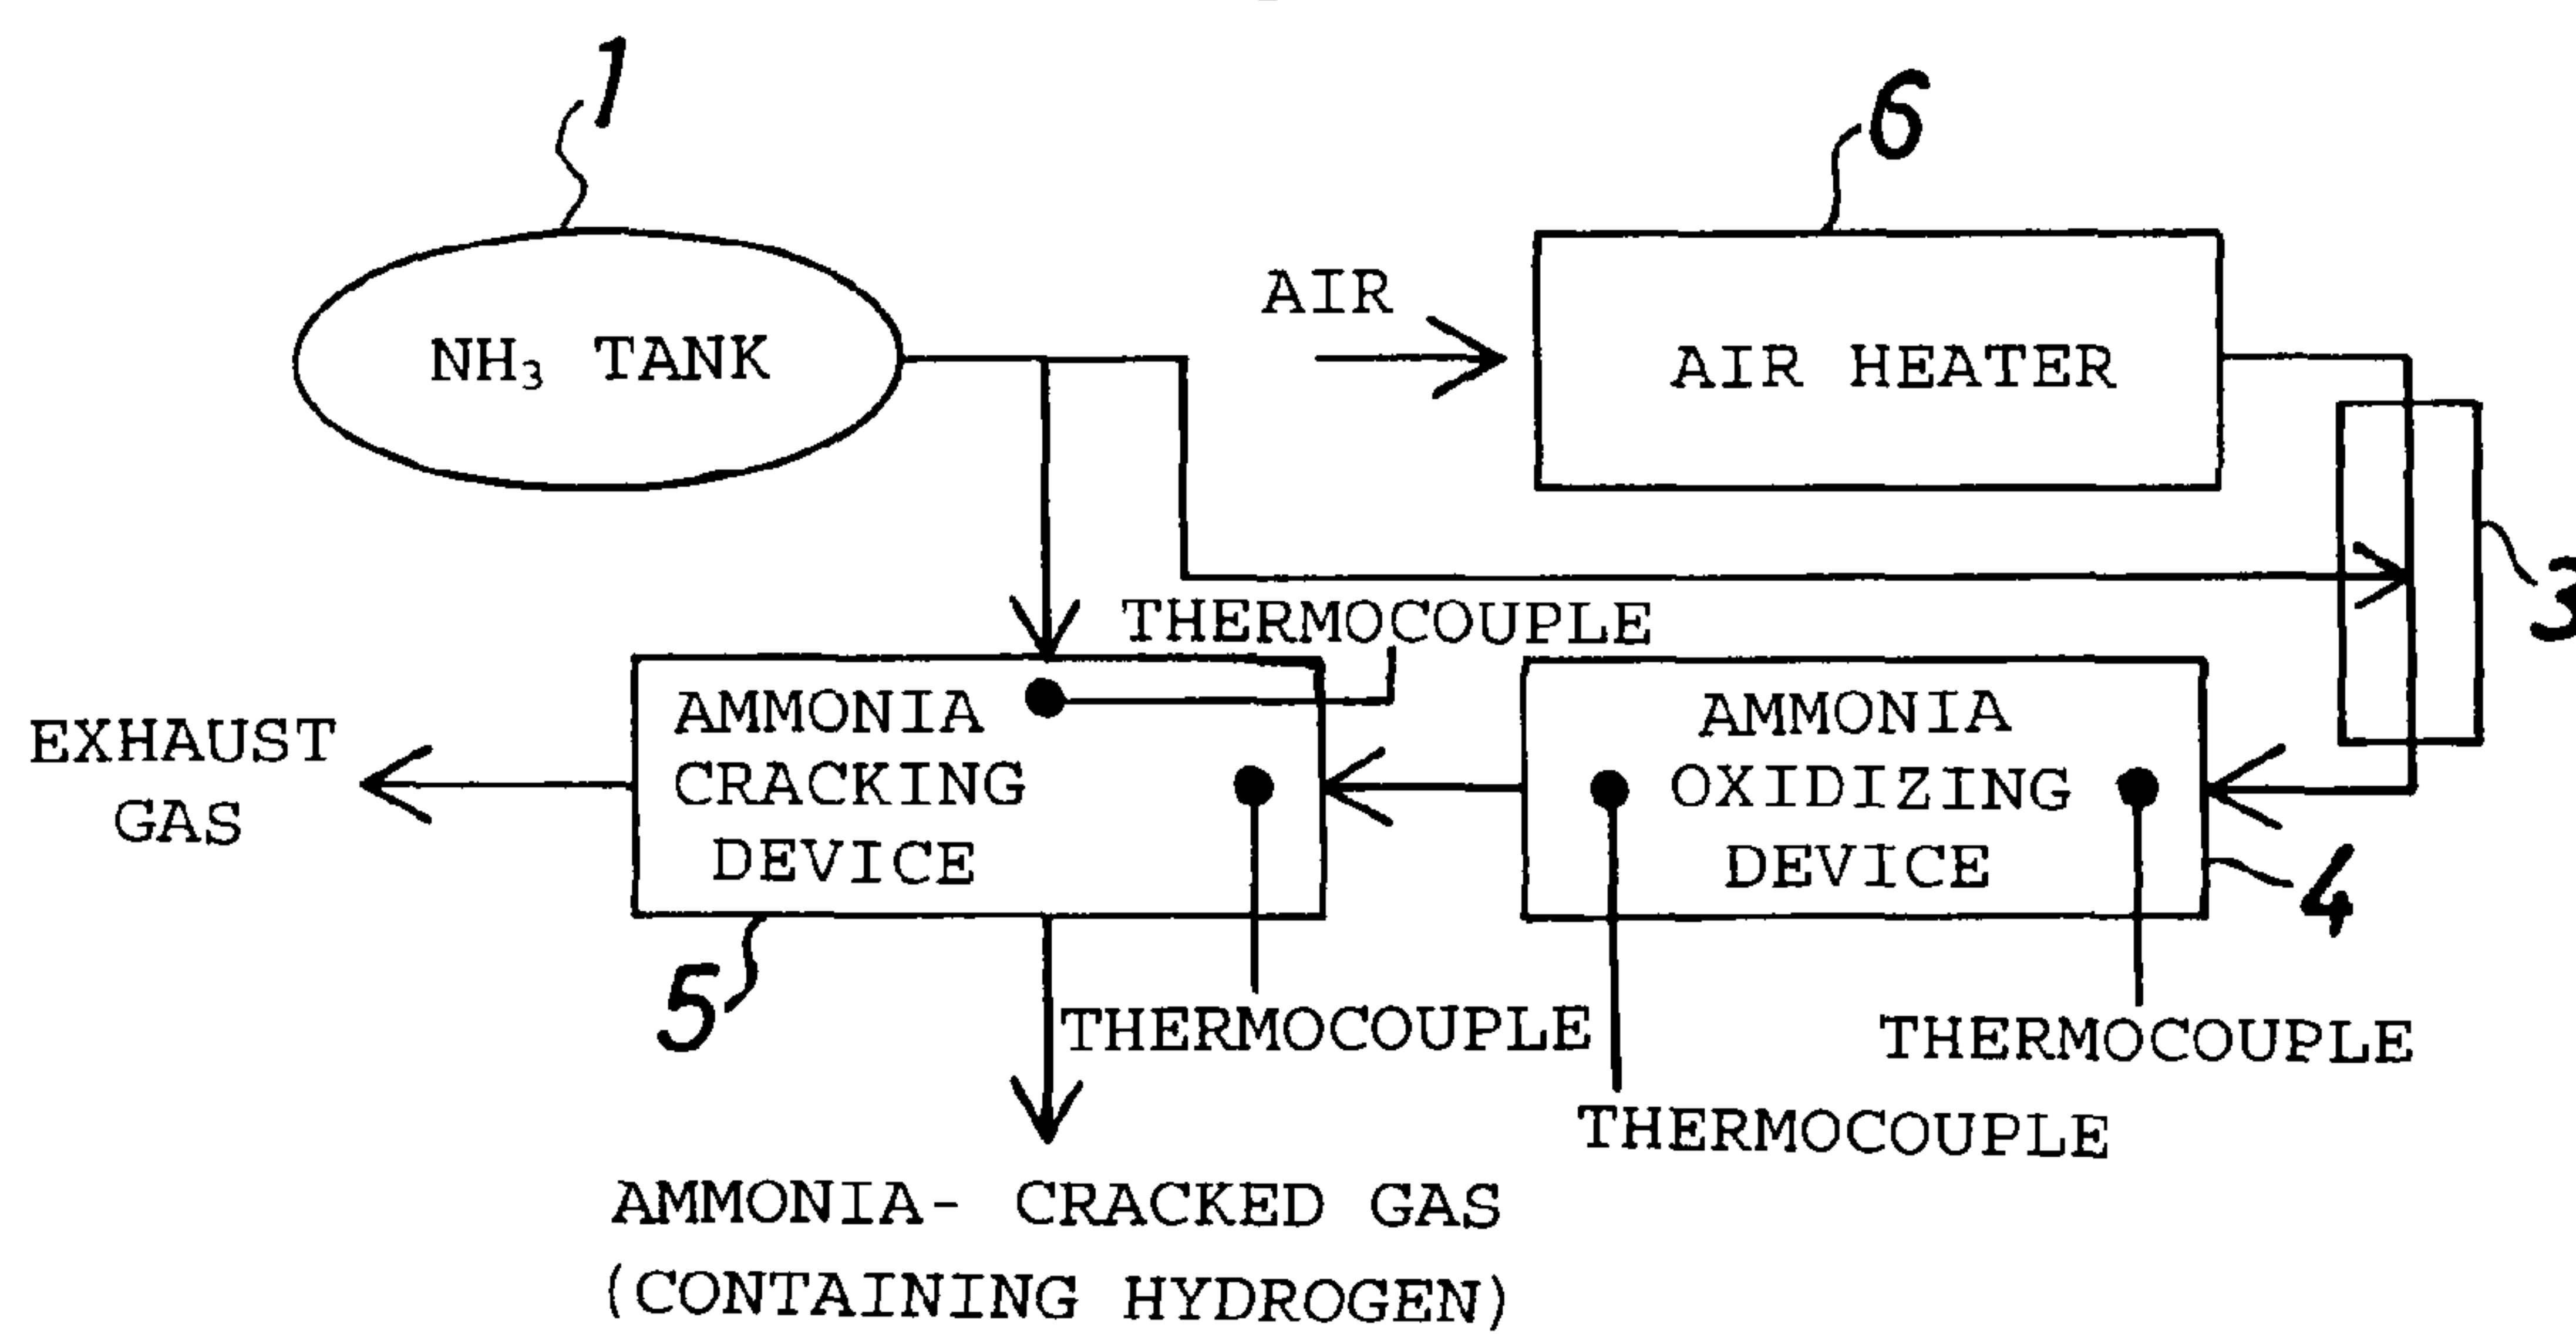 1
6
AIR
NH₃ TANK
AIR HEATER
3
THERMOCOUPLE
EXHAUST
GAS
AMMONIA
CRACKING
DEVICE
AMMONIA
OXIDIZING
DEVICE
4
5
THERMOCOUPLE
THERMOCOUPLE
THERMOCOUPLE
AMMONIA- CRACKED GAS
(CONTAINING HYDROGEN)